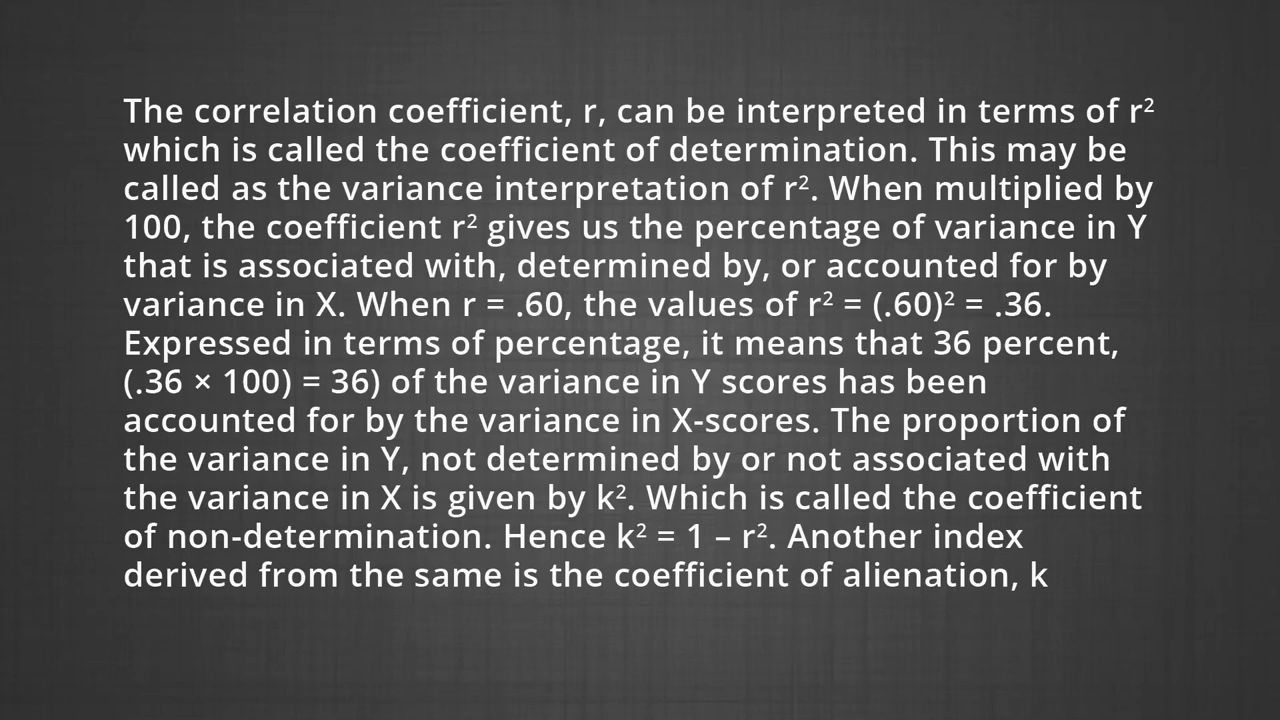 The correlation coefficient, r, can be interpreted in terms of r²
which is called the coefficient of determination. This may be
called as the variance interpretation of r². When multiplied by
100, the coefficient r² gives us the percentage of variance in Y
that is associated with, determined by, or accounted for by
variance in X. When r = .60, the values of r² = (.60)² = .36.
Expressed in terms of percentage, it means that 36 percent,
(.36 × 100) = 36) of the variance in Y scores has been
accounted for by the variance in X-scores. The proportion of
the variance in Y, not determined by or not associated with
the variance in X is given by k². Which is called the coefficient
of non-determination. Hence k² = 1 – r². Another index
derived from the same is the coefficient of alienation, k